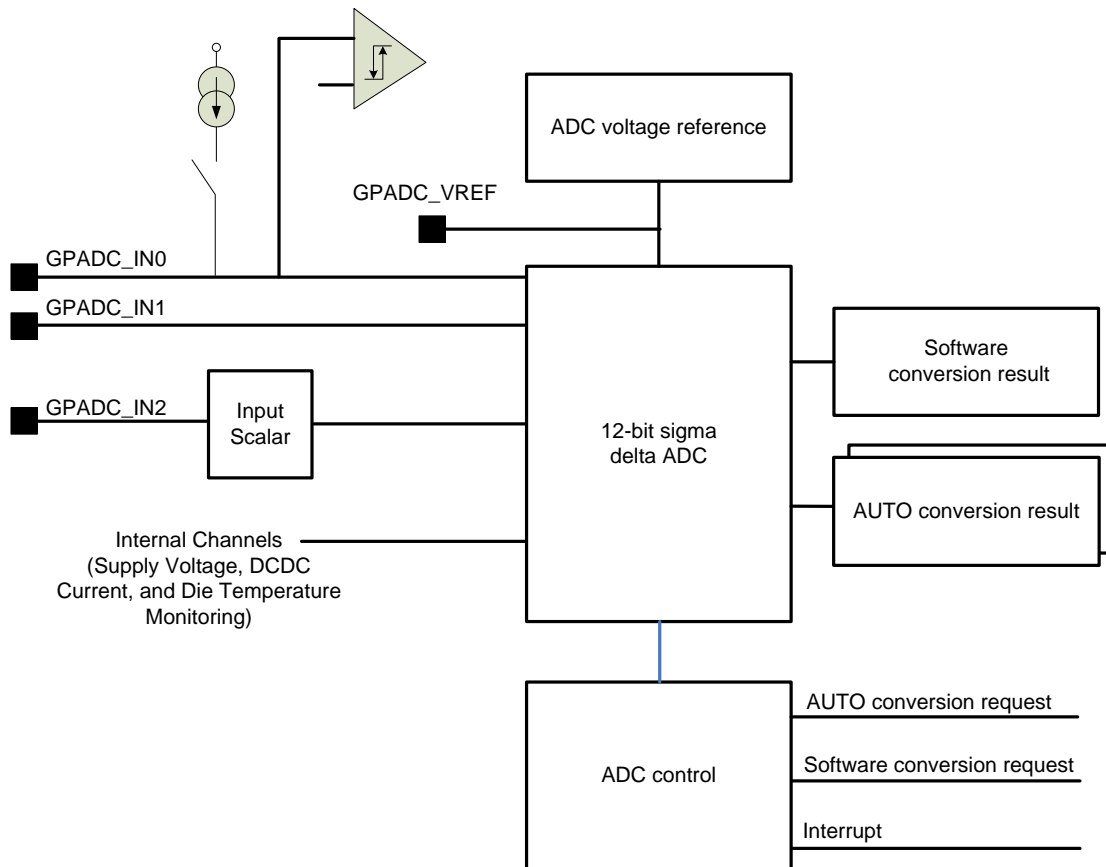 ADC voltage reference
GPADC_VREF
GPADC_IN0
GPADC_IN1
GPADC_IN2
Input
Scalar
12-bit sigma
delta ADC
Software
conversion result
AUTO conversion result
Internal Channels
(Supply Voltage, DCDC
Current, and Die Temperature
Monitoring)
ADC control
AUTO conversion request
Software conversion request
Interrupt